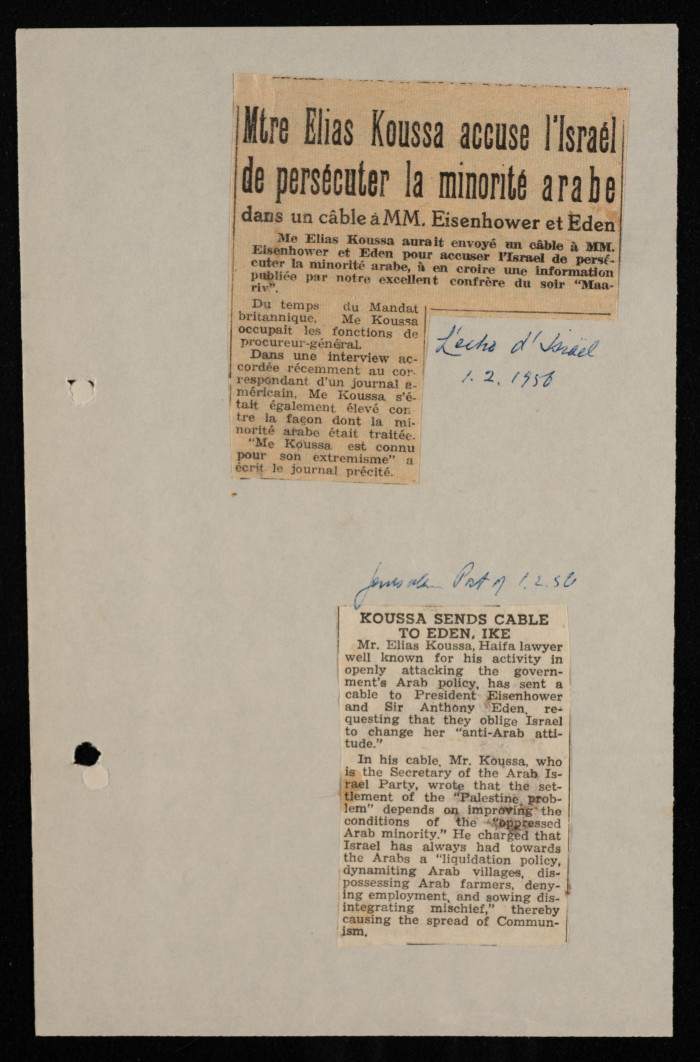 Mtre Elias Koussa accuse l'Israél
de persécuter la minorité arabe
dans un câble à MM. Eisenhower et Eden
Me Elias Koussa aurait envoyé un câble à MM.
Eisenhower et Eden pour accuser l'Israel de persé-
cuter la minorité arabe, à en croire une information
publiée par notre excellent confrère du soir "Maa-
riv".
Du temps du Mandat
britannique, Me Koussa
occupait les fonctions de
procureur-général.
Dans une interview ac-
cordée récemment au cor-
respondant d'un journal a-
méricain, Me Koussa s'é-
tait également élevé con-
tre la façon dont la mi-
norité arabe était traitée.
"Me Koussa est connu
pour son extremisme" a
écrit le journal précité.
L'echo d'Israël
1.2.1956
Jerusalem Post of 1.2.56
KOUSSA SENDS CABLE
TO EDEN, IKE
Mr. Elias Koussa, Haifa lawyer
well known for his activity in
openly attacking the govern-
ment's Arab policy, has sent a
cable to President Eisenhower
and Sir Anthony Eden, re-
questing that they oblige Israel
to change her "anti-Arab atti-
tude."
In his cable, Mr. Koussa, who
is the Secretary of the Arab Is-
rael Party, wrote that the set-
tlement of the "Palestine prob-
lem" depends on improving the
conditions of the "oppressed
Arab minority." He charged that
Israel has always had towards
the Arabs a "liquidation policy,
dynamiting Arab villages, dis-
possessing Arab farmers, deny-
ing employment, and sowing dis-
integrating mischief," thereby
causing the spread of Commun-
ism.